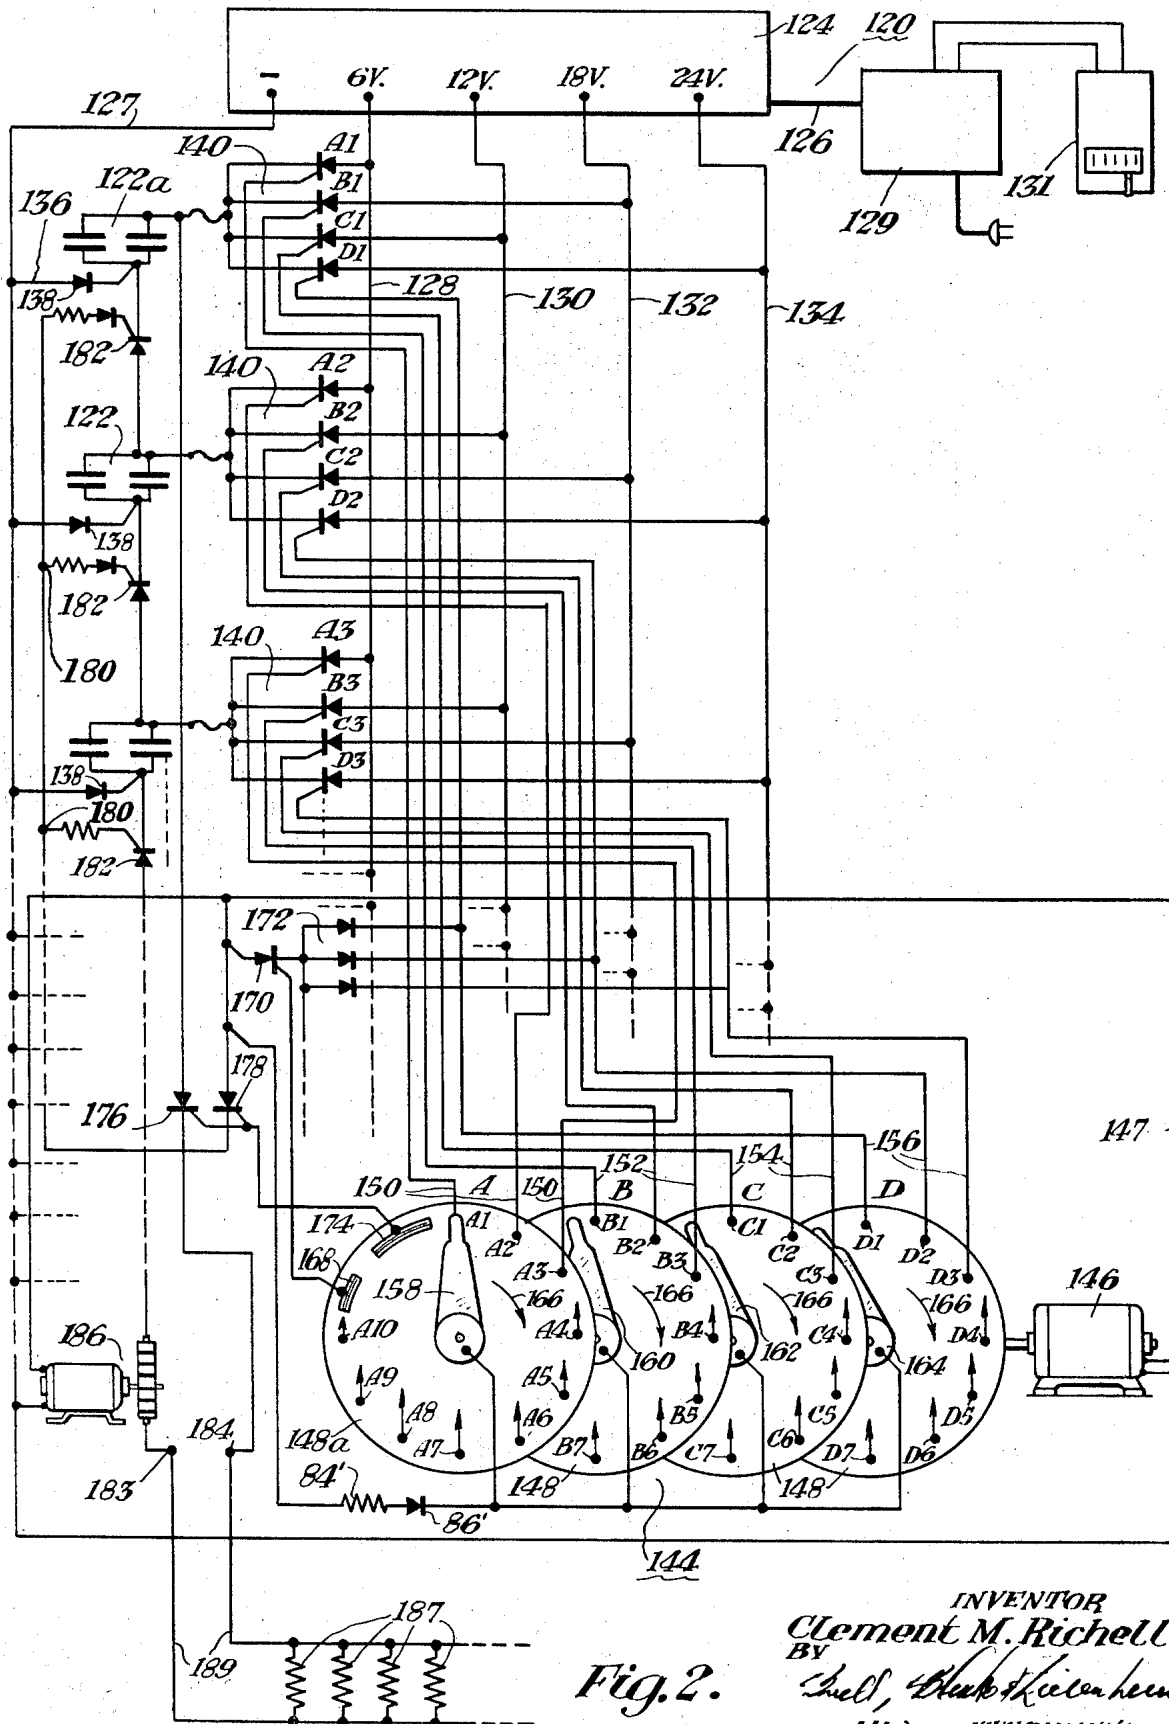 124
120
6V.
12V.
18V.
24V.
127
126
129
131
140
A1
B1
C1
D1
122a
136
138
128
130
132
134
182
140
A2
B2
C2
D2
122
138
182
180
140
A3
B3
C3
D3
138
180
182
172
170
178
176
147
150
A
150
152
B
154
C
D
156
174
168
A1
A2
A3
A4
A5
A6
A7
A8
A9
A10
158
166
B1
B2
B3
B4
B5
B6
B7
160
166
C1
C2
C3
C4
C5
C6
C7
162
166
D1
D2
D3
D4
D5
D6
D7
164
166
146
186
184
183
148a
148
148
84'
86'
144
187
189
Fig. 2.
INVENTOR
Clement M. Richell
BY